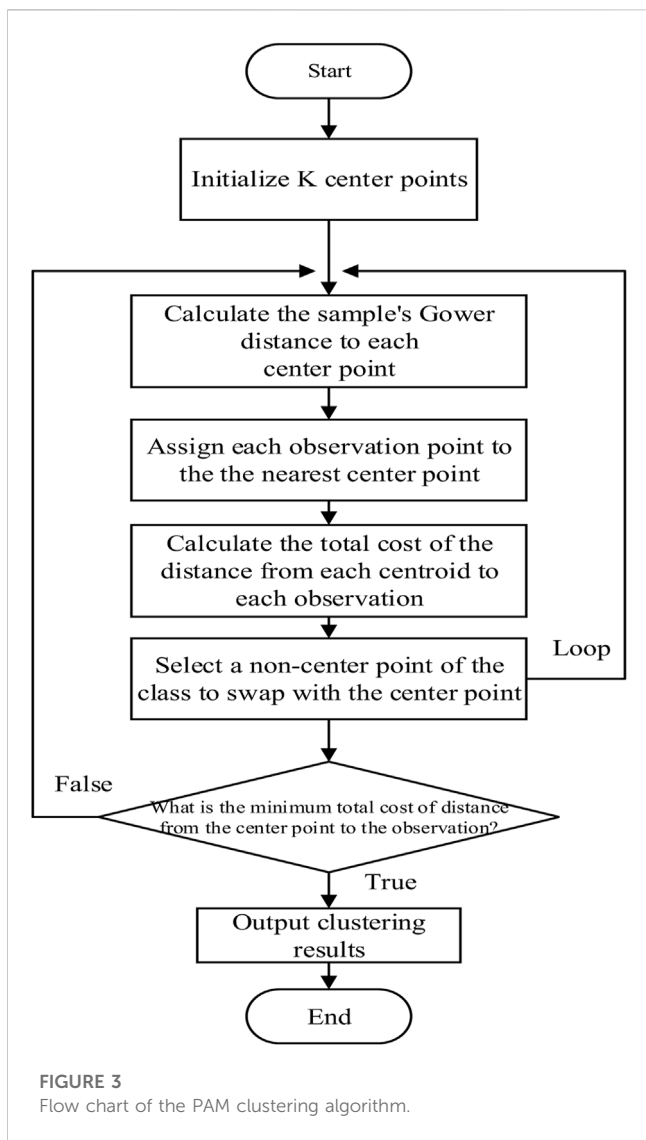 Start
Initialize K center points
Calculate the sample's Gower
distance to each
center point
Assign each observation point to
the the nearest center point
Calculate the total cost of the
distance from each centroid to
each observation
Select a non-center point of the
class to swap with the center point
Loop
False
What is the minimum total cost of distance
from the center point to the observation?
True
Output clustering
results
End
FIGURE 3
Flow chart of the PAM clustering algorithm.